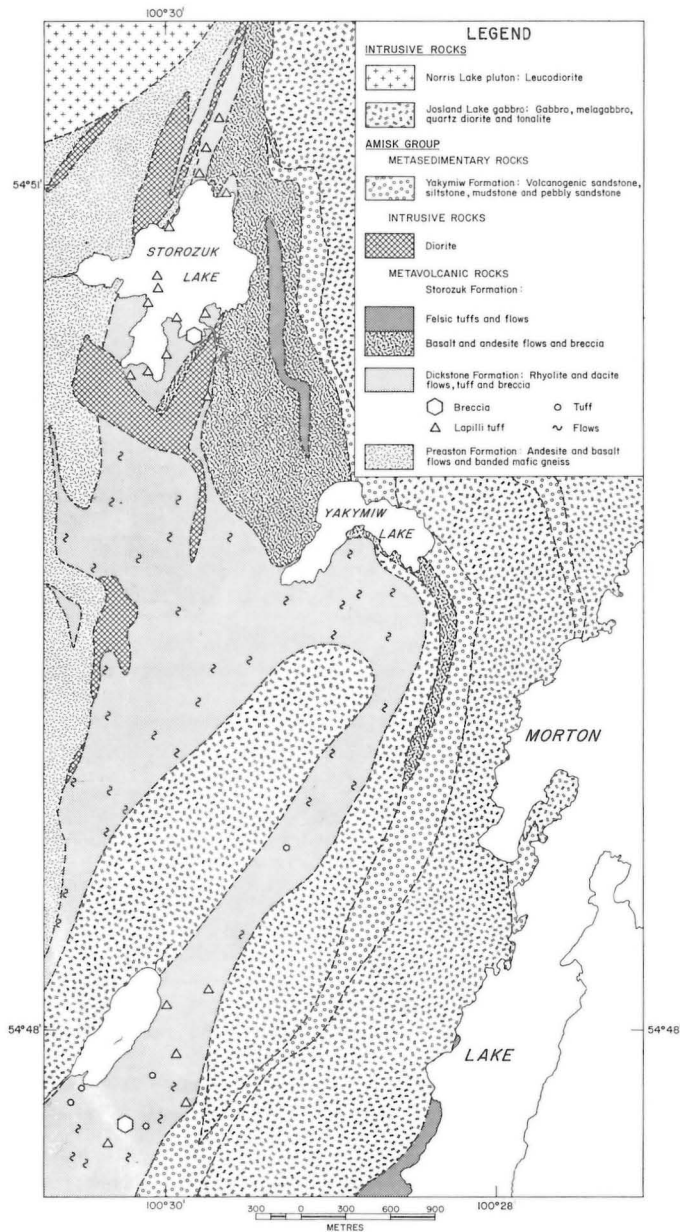 100°30'
LEGEND
INTRUSIVE ROCKS
Norris Lake pluton: Leucodiorite
Josland Lake gabbro: Gabbro, melagabbro,
quartz diorite and tonalite
AMISK GROUP
METASEDIMENTARY ROCKS
Yakymiw Formation: Volcanogenic sandstone,
siltstone, mudstone and pebbly sandstone
INTRUSIVE ROCKS
Diorite
METAVOLCANIC ROCKS
Storozuk Formation:
Felsic tuffs and flows
Basalt and andesite flows and breccia
Dickstone Formation: Rhyolite and dacite
flows, tuff and breccia
Breccia
Tuff
Lapilli tuff
Flows
Preaston Formation: Andesite and basalt
flows and banded mafic gneiss
54°51'
STOROZUK
LAKE
YAKYMIW
LAKE
MORTON
LAKE
54°48'
54°48'
100°30'
100°28'
300 0 300 600 900
METRES